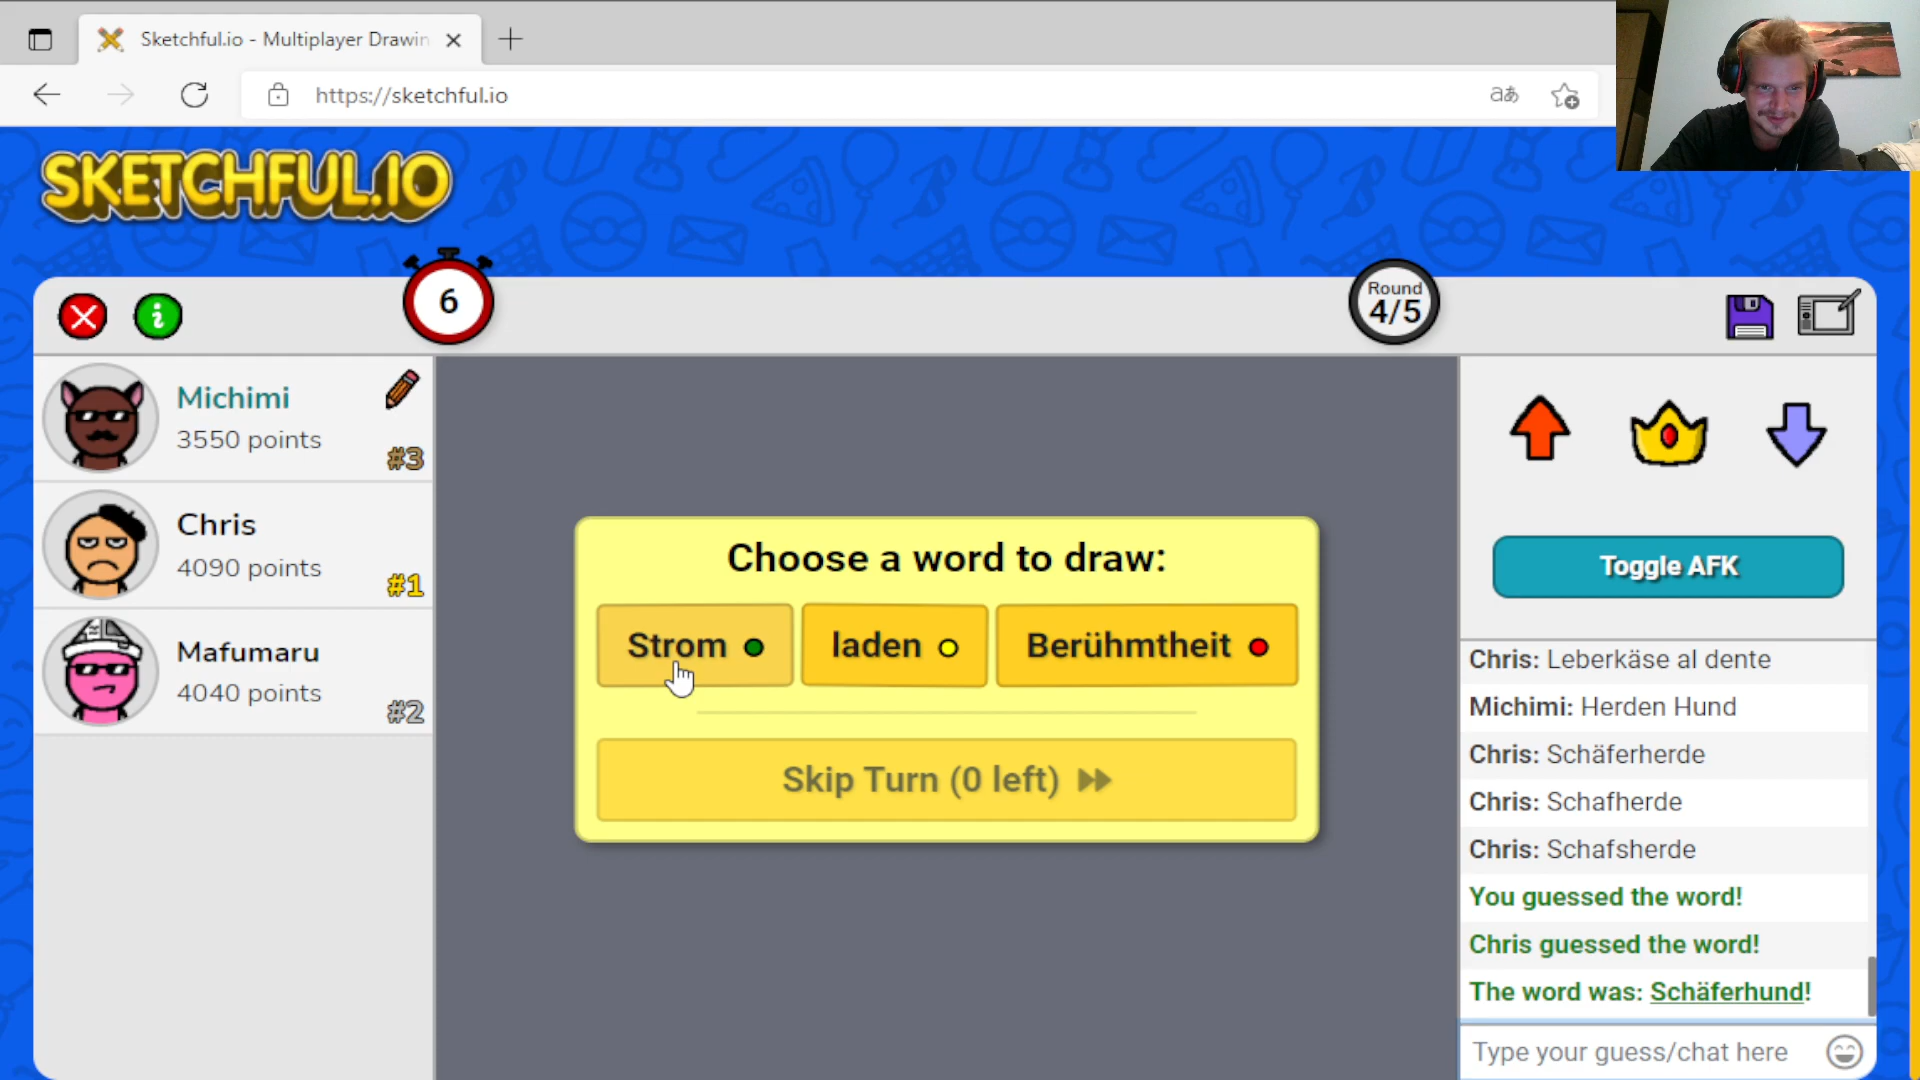 Sketchful.io - Multiplayer Drawin
https://sketchful.io
aあ
SKETCHFUL.IO
6
Round
4/5
Michimi
3550 points
#3
Chris
4090 points
#1
Mafumaru
4040 points
#2
Choose a word to draw:
Strom
laden
Berühmtheit
Skip Turn (0 left)
Toggle AFK
Chris: Leberkäse al dente
Michimi: Herden Hund
Chris: Schäferherde
Chris: Schafherde
Chris: Schafsherde
You guessed the word!
Chris guessed the word!
The word was: Schäferhund!
Type your guess/chat here